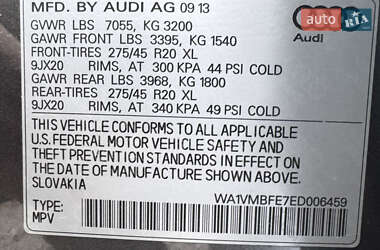 MFD. BY AUDI AG 09 13
GVWR LBS 7055, KG 3200
GAWR FRONT LBS 3395, KG 1540
FRONT-TIRES 275/45 R20 XL
9JX20 RIMS, AT 300 KPA 44 PSI COLD
GAWR REAR LBS 3968, KG 1800
REAR-TIRES 275/45 R20 XL
9JX20 RIMS, AT 340 KPA 49 PSI COLD
THIS VEHICLE CONFORMS TO ALL APPLICABLE
U.S.FEDERAL MOTOR VEHICLE SAFETY AND
THEFT PREVENTION STANDARDS IN EFFECT ON
THE DATE OF MANUFACTURE SHOWN ABOVE.
SLOVAKIA
WA1VMBFE7ED006459
TYPE:
MPV
Audi
auto
RIA